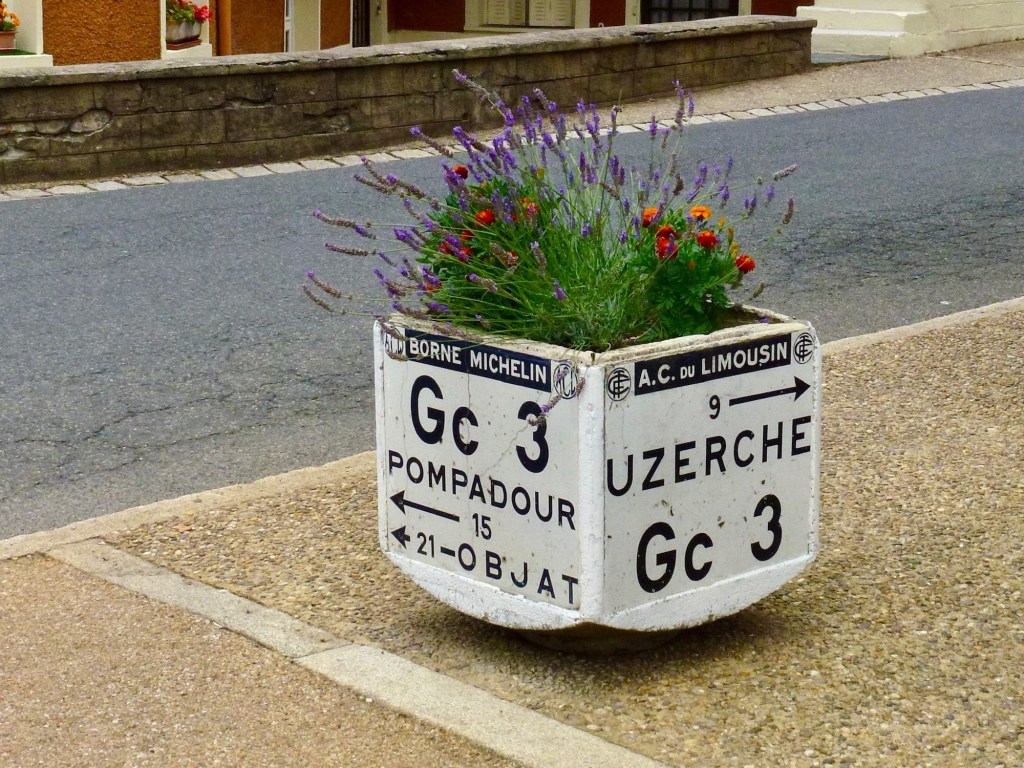 BORNE MICHELIN
Gc 3
POMPADOUR
15
21-OBJAT
A.C. DU LIMOUSIN
9
UZERCHE
Gc 3